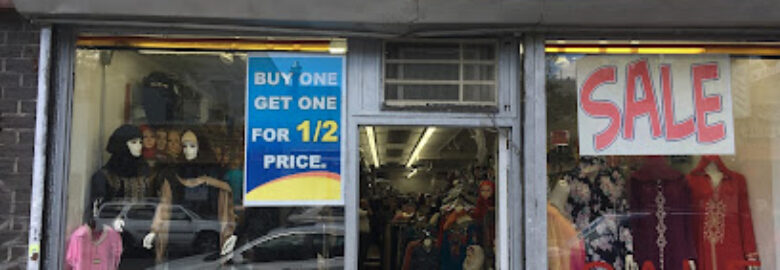 BUY ONE
GET ONE
FOR 1/2
PRICE.
SALE